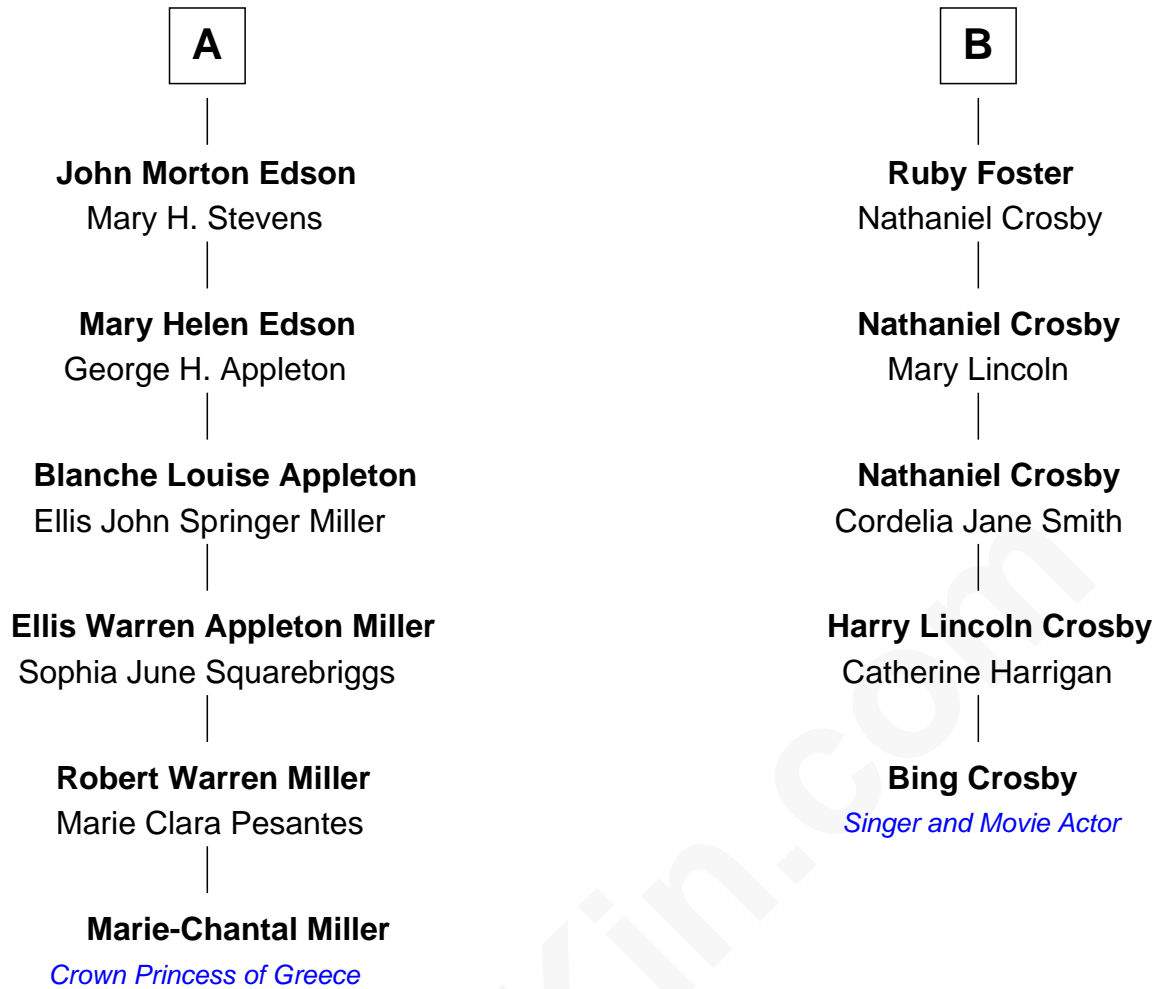 A
John Morton Edson
Mary H. Stevens
Mary Helen Edson
George H. Appleton
Blanche Louise Appleton
Ellis John Springer Miller
Ellis Warren Appleton Miller
Sophia June Squarebriggs
Robert Warren Miller
Marie Clara Pesantes
Marie-Chantal Miller
Crown Princess of Greece
B
Ruby Foster
Nathaniel Crosby
Nathaniel Crosby
Mary Lincoln
Nathaniel Crosby
Cordelia Jane Smith
Harry Lincoln Crosby
Catherine Harrigan
Bing Crosby
Singer and Movie Actor